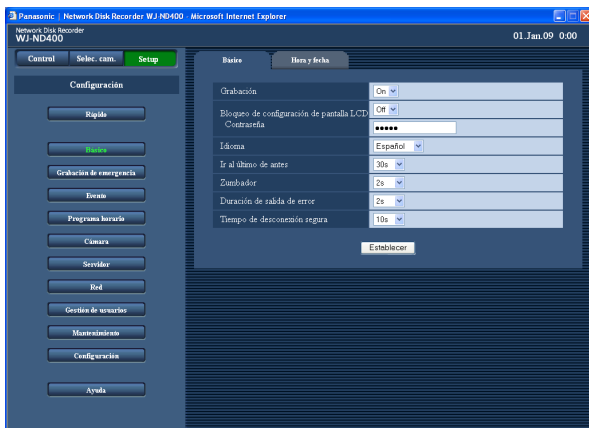 Panasonic | Network Disk Recorder WJ-ND400 - Microsoft Internet Explorer
Network Disk Recorder
WJ-ND400
01.Jan.09 0:00
Control Selec. cam. Setup
Configuración
Rápido
Básico
Grabación de emergencia
Evento
Programa horario
Cámara
Servidor
Red
Gestión de usuarios
Mantenimiento
Configuración
Ayuda
Básico Hora y fecha
Grabación On
Bloqueo de configuración de pantalla LCD Off
Contraseña •••••
Idioma Español
Ir al último de antes 30s
Zumbador 2s
Duración de salida de error 2s
Tiempo de desconexión segura 10s
Establecer